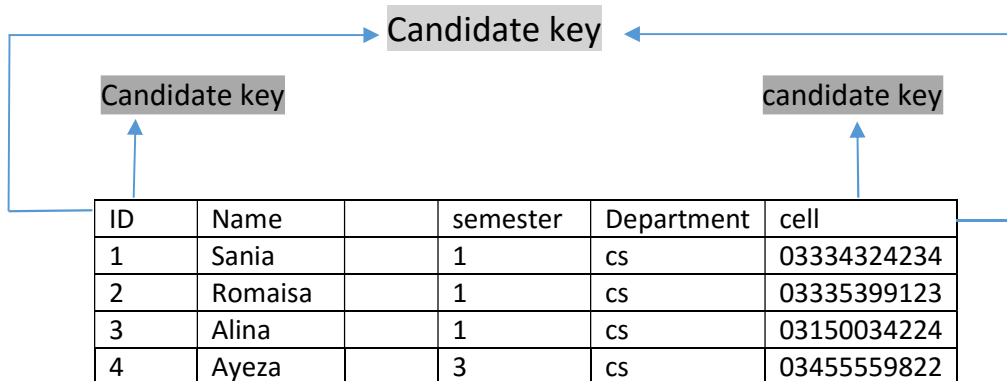 Candidate key
Candidate key candidate key
ID Name semester Department cell
1 Sania 1 cs 03334324234
2 Romaisa 1 cs 03335399123
3 Alina 1 cs 03150034224
4 Ayeza 3 cs 03455559822